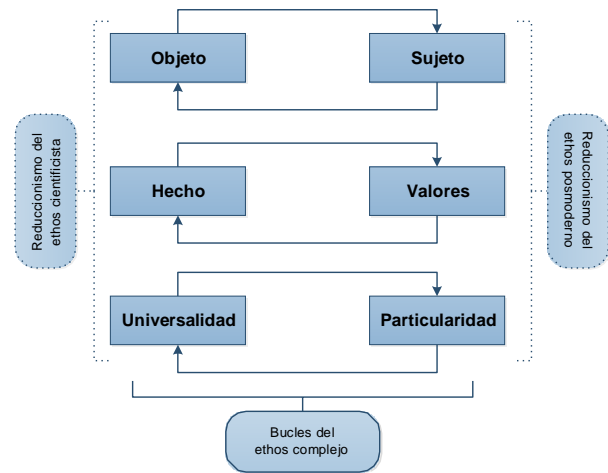 Objeto
Sujeto
Reduccionismo del
ethos cientificista
Hecho
Valores
Reduccionismo del
ethos posmoderno
Universalidad
Particularidad
Bucles del
ethos complejo